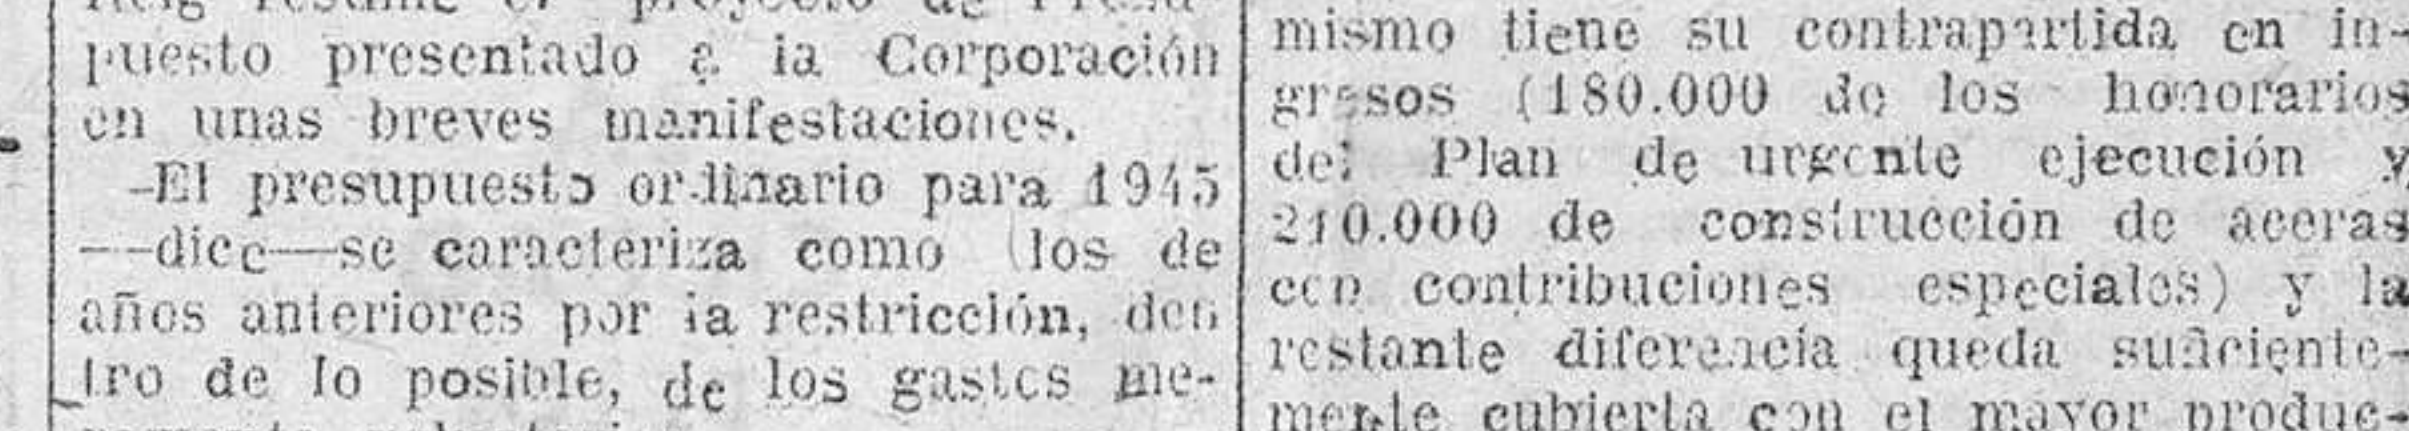 puesto presentado a la Corporación
en unas breves manifestaciones.
-El presupuesto ordinario para 1945
—dice—se caracteriza como los de
años anteriores por la restricción, den
tro de lo posible, de los gastos me-
mismo tiene su contrapartida en in-
gresos (180.000 de los honorarios
del Plan de urgente ejecución y
210.000 de construcción de aceras
con contribuciones especiales) y la
restante diferencia queda suficiente-
mente cubierta con el mayor produc-